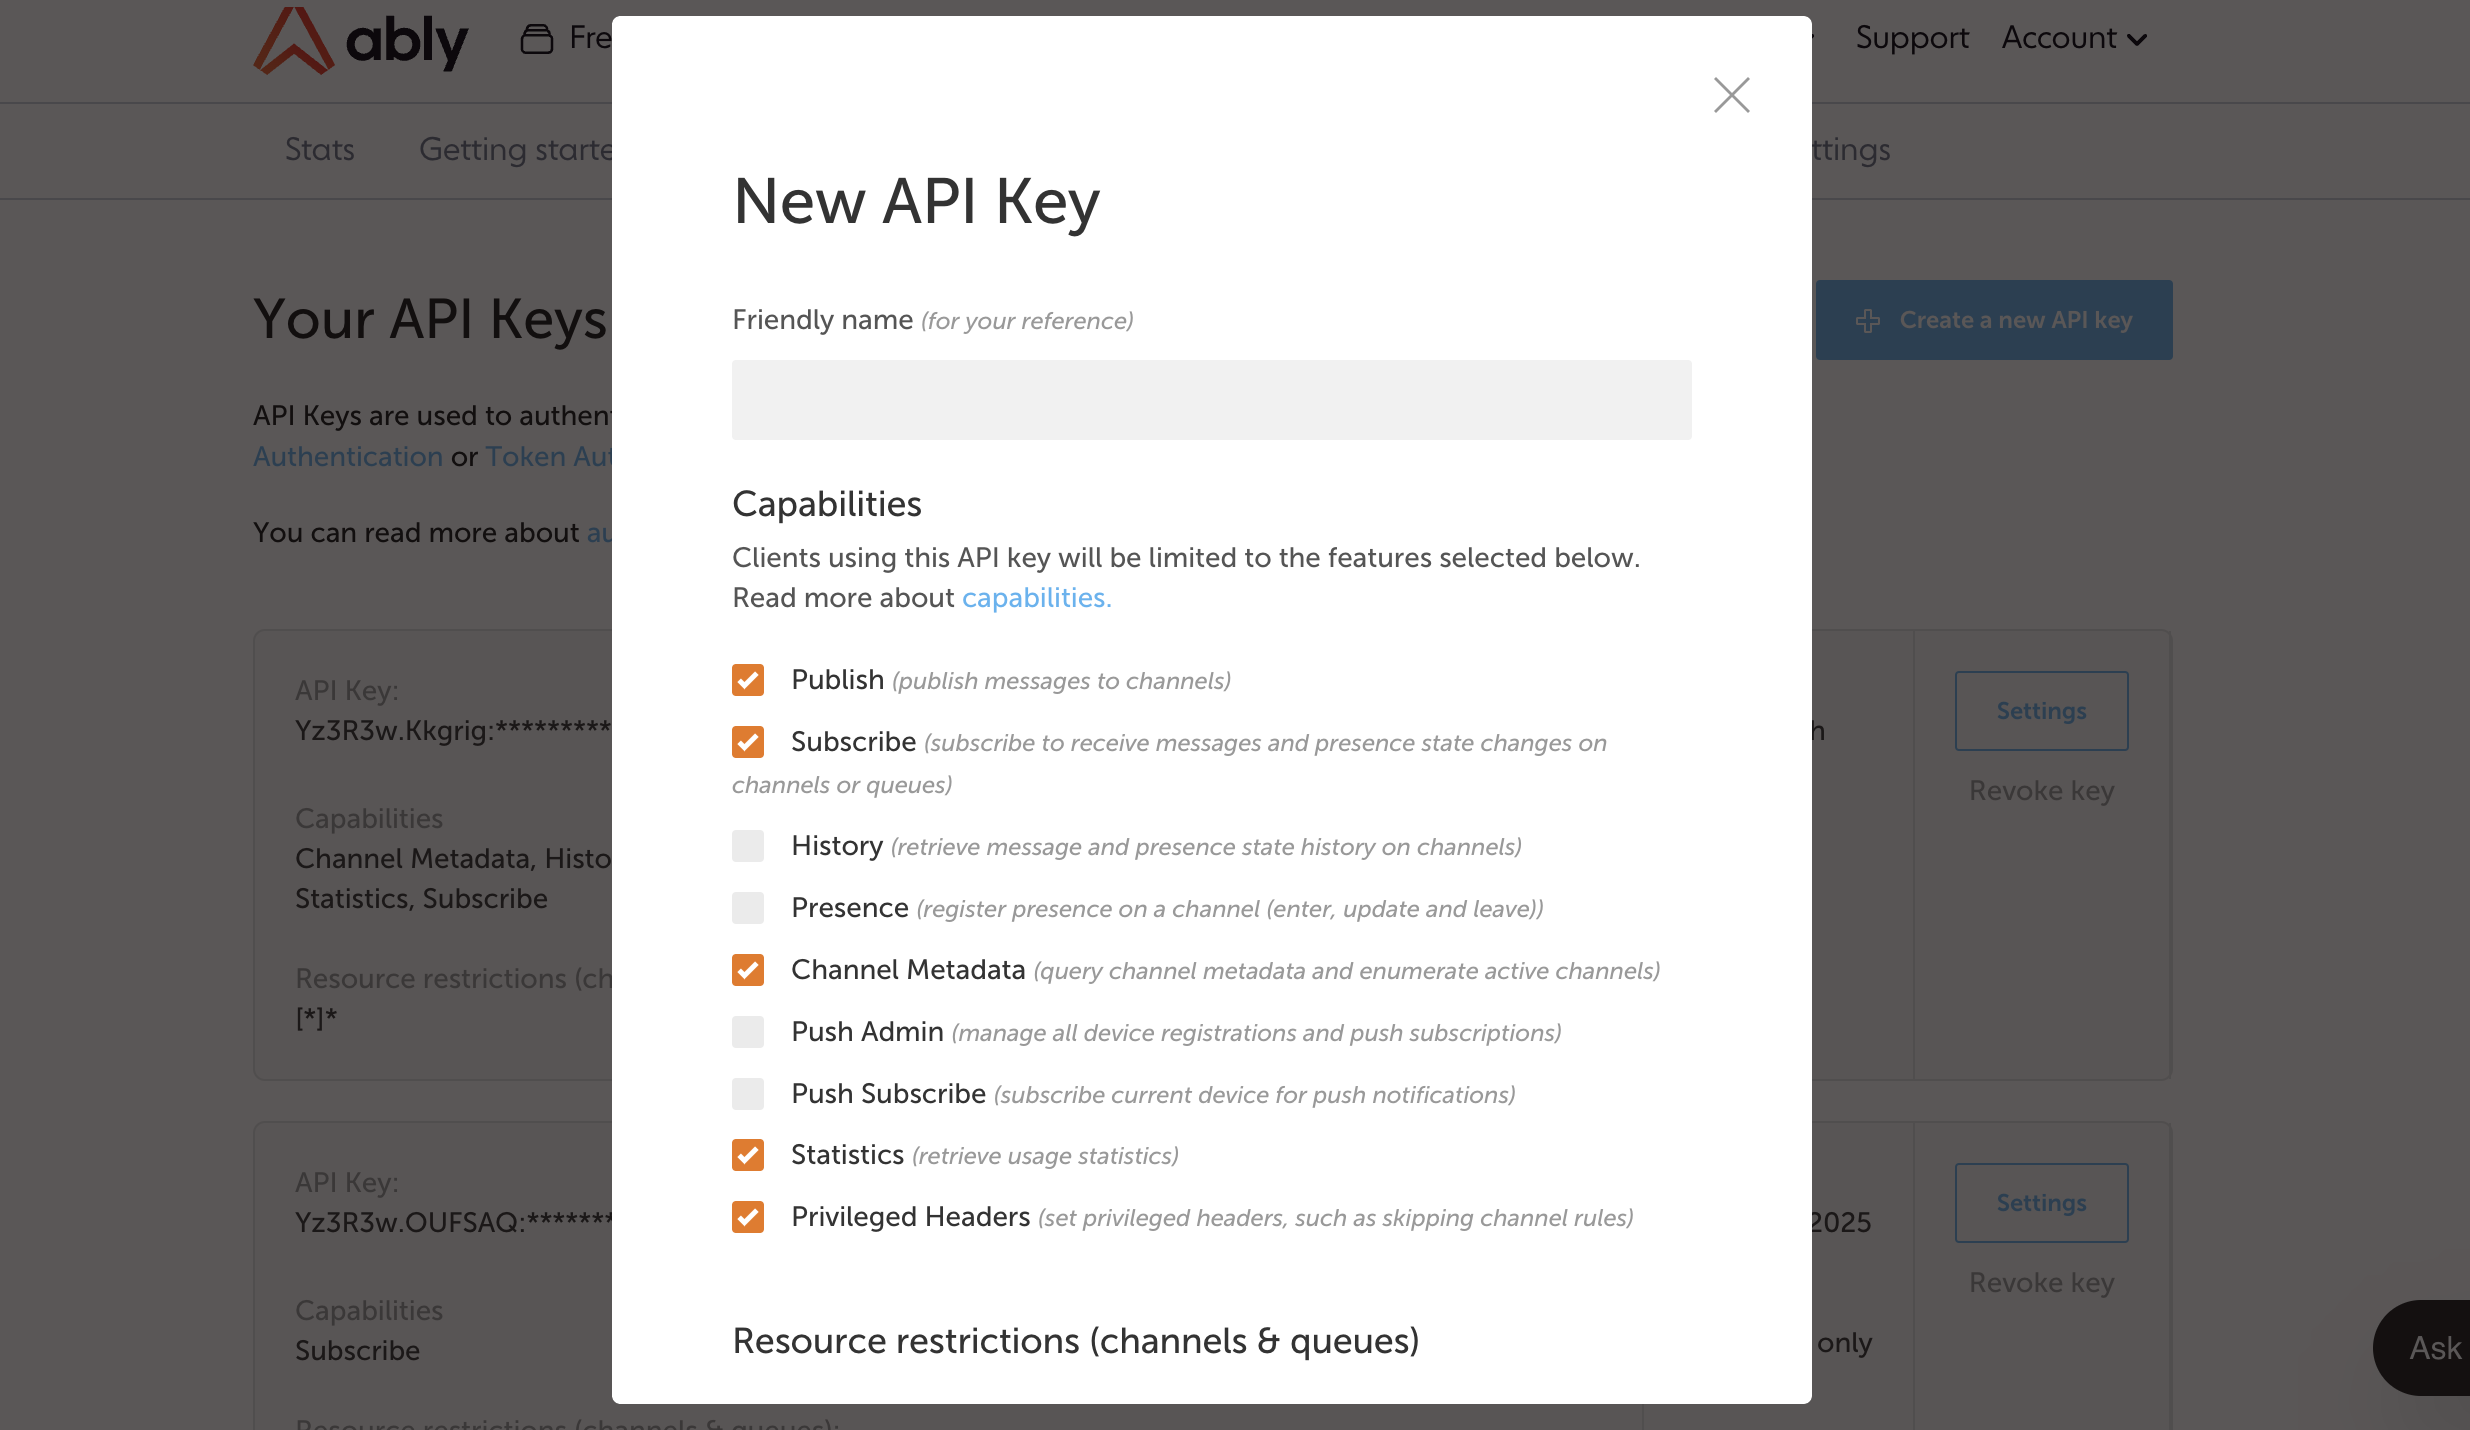 ably
Fre
Support
Account
Stats
Getting starte
ttings
New API Key
Your API Keys
Create a new API key
Friendly name (for your reference)
API Keys are used to authent
Authentication or Token Aut
You can read more about au
Capabilities
Clients using this API key will be limited to the features selected below.
Read more about capabilities.
Publish (publish messages to channels)
Subscribe (subscribe to receive messages and presence state changes on
channels or queues)
History (retrieve message and presence state history on channels)
Presence (register presence on a channel (enter, update and leave))
Channel Metadata (query channel metadata and enumerate active channels)
Push Admin (manage all device registrations and push subscriptions)
Push Subscribe (subscribe current device for push notifications)
Statistics (retrieve usage statistics)
Privileged Headers (set privileged headers, such as skipping channel rules)
Resource restrictions (channels & queues)
API Key:
Yz3R3w.Kkgrig:*********
Capabilities
Channel Metadata, Histo
Statistics, Subscribe
Resource restrictions (ch
[*]*
h
Settings
Revoke key
API Key:
Yz3R3w.OUFSAQ:*******
Capabilities
Subscribe
Resource restrictions (channels & queues):
2025
only
Settings
Revoke key
Ask